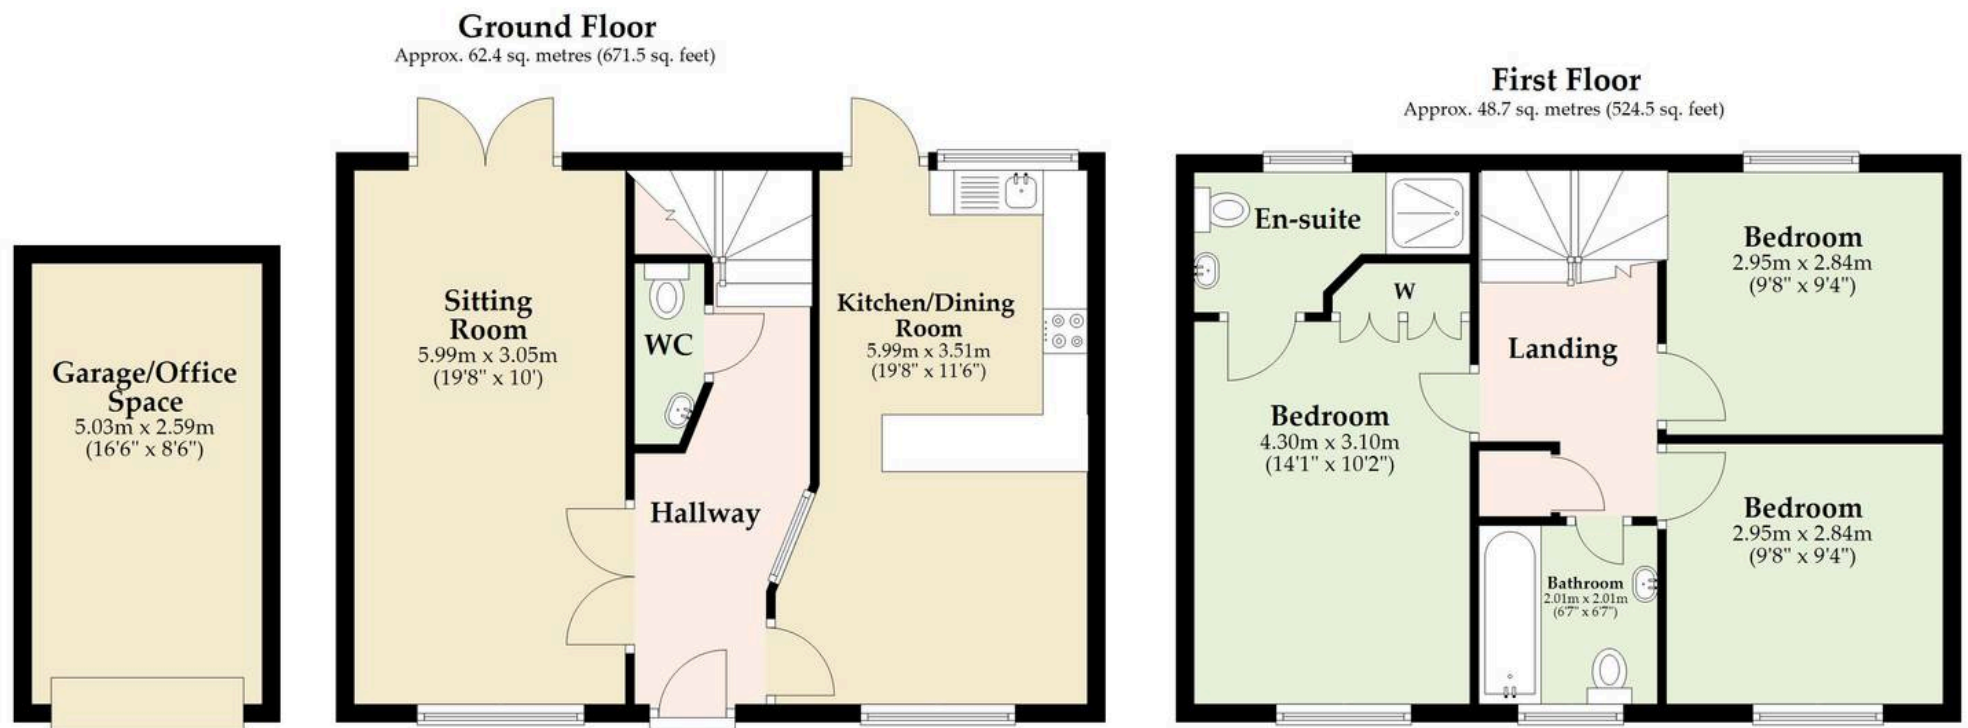 Ground Floor
Approx. 62.4 sq. metres (671.5 sq. feet)
Garage/Office
Space
5.03m x 2.59m
(16'6" x 8'6")
Sitting
Room
5.99m x 3.05m
(19'8" x 10')
WC
Hallway
Kitchen/Dining
Room
5.99m x 3.51m
(19'8" x 11'6")
First Floor
Approx. 48.7 sq. metres (524.5 sq. feet)
En-suite
W
Landing
Bedroom
2.95m x 2.84m
(9'8" x 9'4")
Bedroom
4.30m x 3.10m
(14'1" x 10'2")
Bedroom
2.95m x 2.84m
(9'8" x 9'4")
Bathroom
2.01m x 2.01m
(6'7" x 6'7")